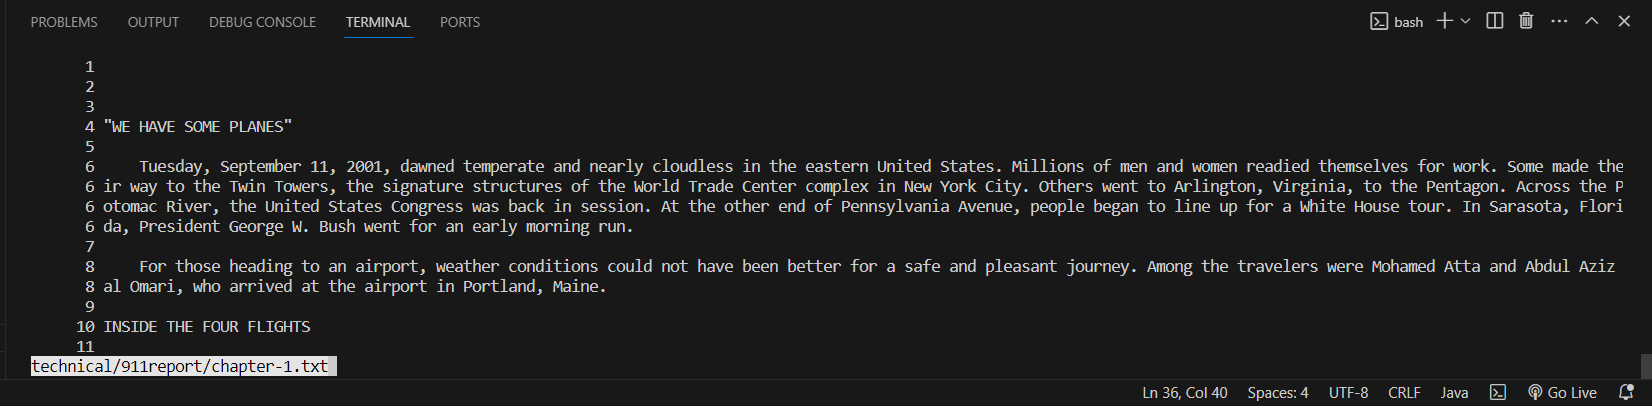 PROBLEMS OUTPUT DEBUG CONSOLE TERMINAL PORTS bash
1
2
3
4 "WE HAVE SOME PLANES"
5
6 Tuesday, September 11, 2001, dawned temperate and nearly cloudless in the eastern United States. Millions of men and women readied themselves for work. Some made the
6 ir way to the Twin Towers, the signature structures of the World Trade Center complex in New York City. Others went to Arlington, Virginia, to the Pentagon. Across the P
6 otomac River, the United States Congress was back in session. At the other end of Pennsylvania Avenue, people began to line up for a White House tour. In Sarasota, Flori
6 da, President George W. Bush went for an early morning run.
7
8 For those heading to an airport, weather conditions could not have been better for a safe and pleasant journey. Among the travelers were Mohamed Atta and Abdul Aziz
8 al Omari, who arrived at the airport in Portland, Maine.
9
10 INSIDE THE FOUR FLIGHTS
11
technical/911report/chapter-1.txt
Ln 36, Col 40 Spaces: 4 UTF-8 CRLF Java Go Live